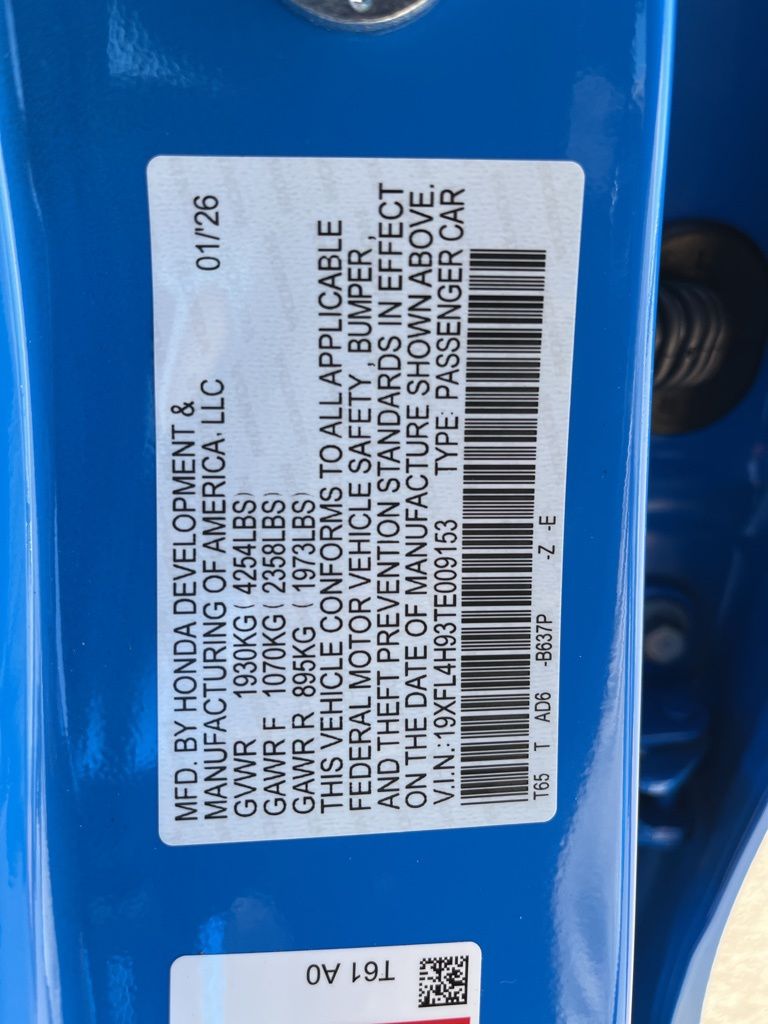 MFD. BY HONDA DEVELOPMENT &
MANUFACTURING OF AMERICA, LLC 01/'26
GVWR 1930KG ( 4254LBS)
GAWR F 1070KG ( 2358LBS)
GAWR R 895KG ( 1973LBS)
THIS VEHICLE CONFORMS TO ALL APPLICABLE
FEDERAL MOTOR VEHICLE SAFETY , BUMPER ,
AND THEFT PREVENTION STANDARDS IN EFFECT
ON THE DATE OF MANUFACTURE SHOWN ABOVE.
V.I.N.:19XFL4H93TE009153 TYPE: PASSENGER CAR
T65 T AD6 -B637P -Z -E
T61 A0